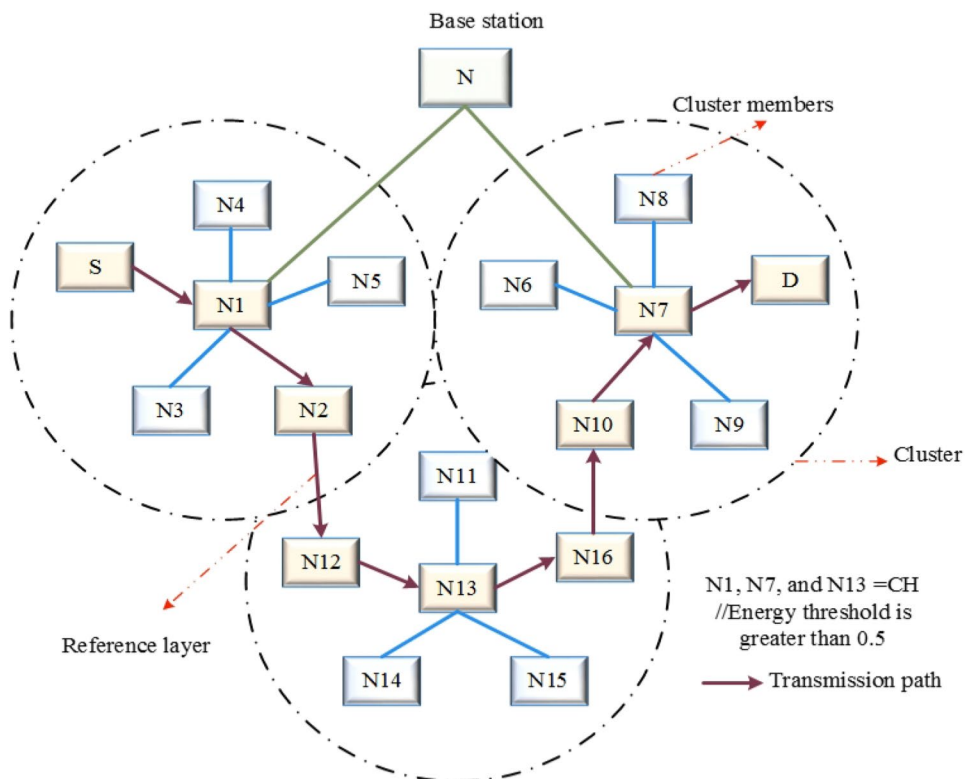 Base station
N
Cluster members
N4
N8
S
N5
N6
D
N1
N7
N3
N2
N10
N9
Cluster
N11
N12
N16
N13
N1, N7, and N13 =CH
//Energy threshold is
greater than 0.5
Reference layer
N14
N15
Transmission path